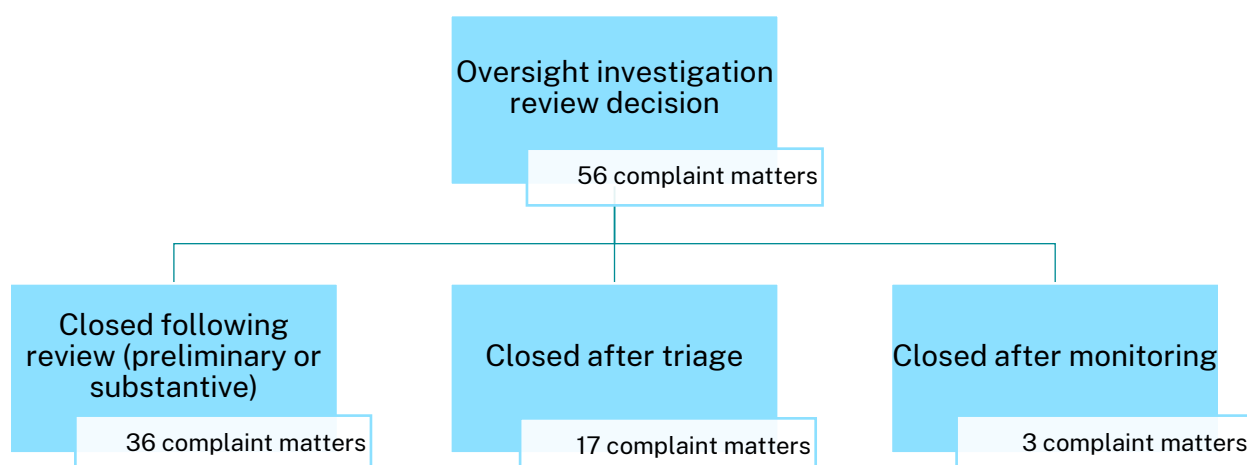 Oversight investigation
review decision
56 complaint matters
Closed following
review (preliminary or
substantive)
36 complaint matters
Closed after triage
17 complaint matters
Closed after monitoring
3 complaint matters